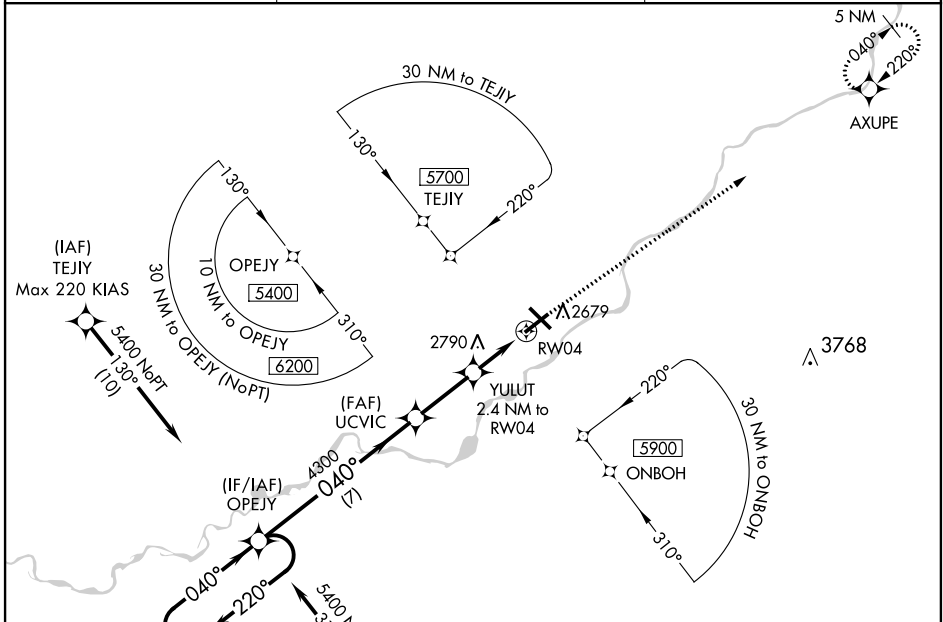 5 NM
040°
220°
AXUPE
30 NM to TEJIY
130°
5700
TEJIY
220°
130°
OPEJY
5400
310°
10 NM to OPEJY
30 NM to OPEJY (NoPT)
6200
(IAF)
TEJIY
Max 220 KIAS
5400 NoPT
130°
(10)
2679
RW04
2790
YULUT
2.4 NM to
RW04
3768
(FAF)
UCVIC
4300
040°
(7)
(IF/IAF)
OPEJY
220°
5900
ONBOH
310°
30 NM to ONBOH
040°
220°
5400